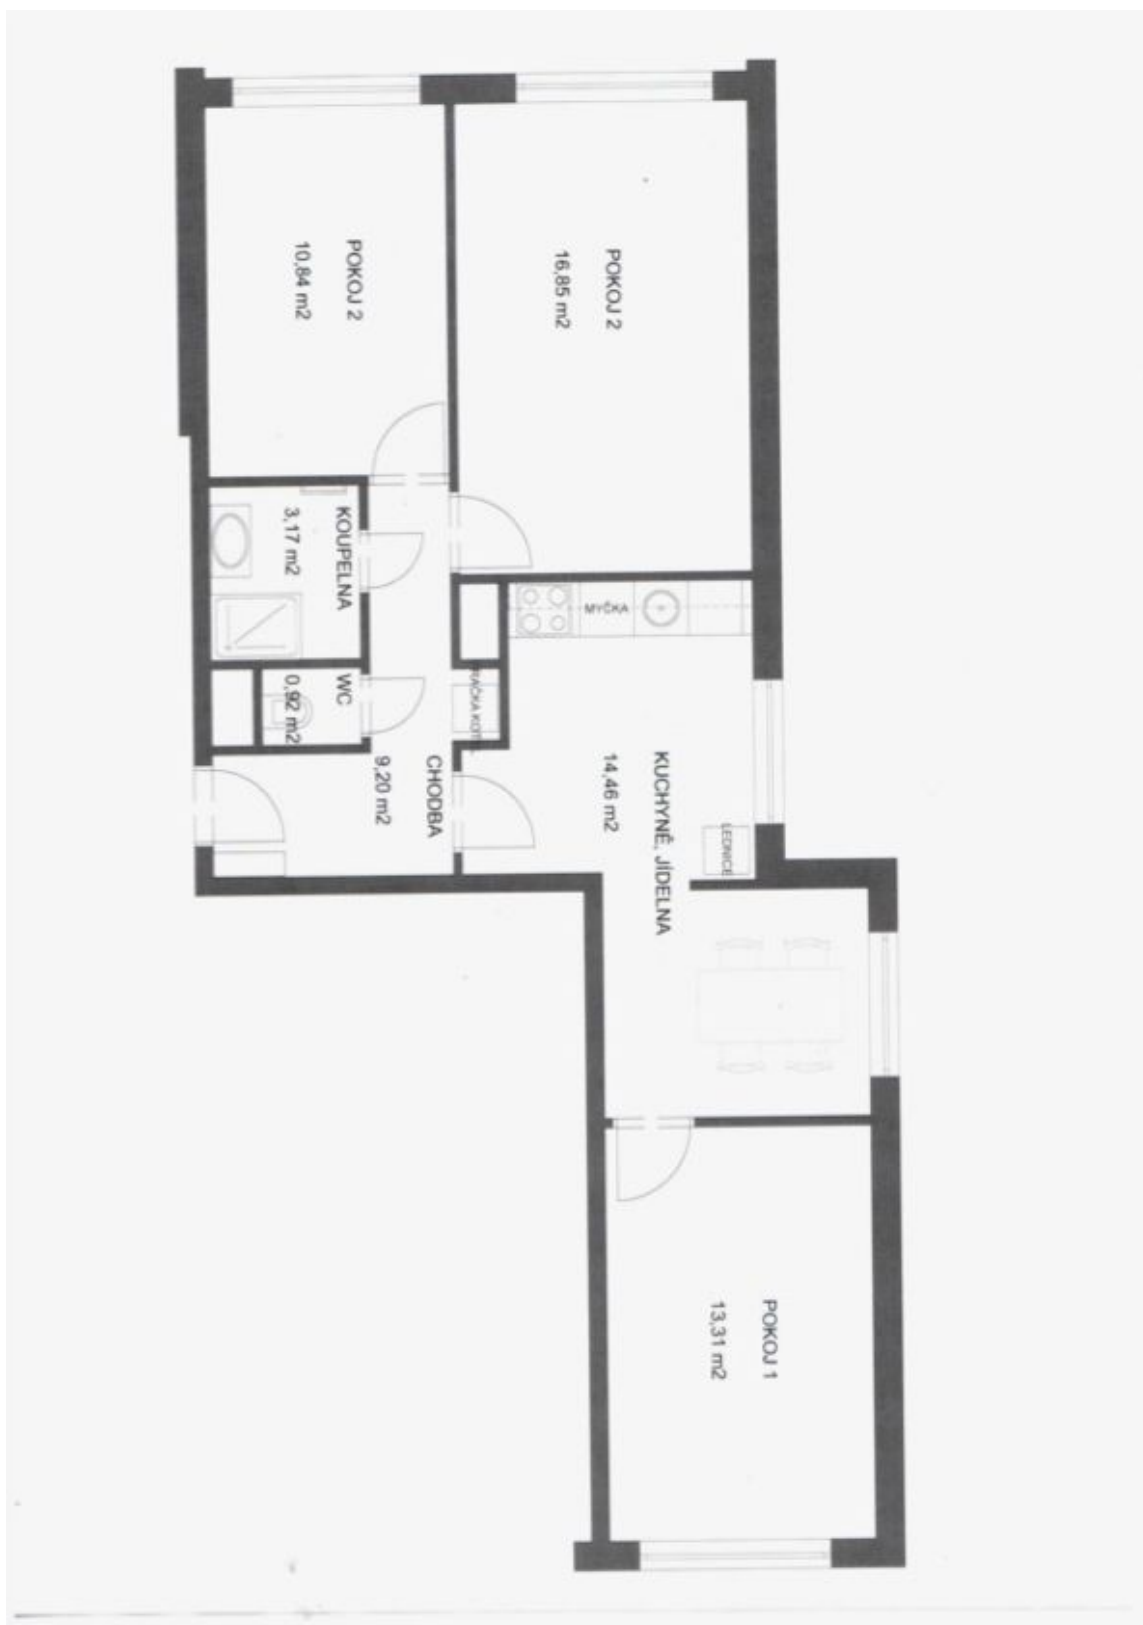 POKOJ 2
10,84 m2
POKOJ 2
16,85 m2
KOUPELNA
3,17 m2
WC
0,92 m2
CHODBA
9,20 m2
MYČKA
KUCHYNĚ, JÍDELNA
14,46 m2
LEDNICE
POKOJ 1
13,31 m2